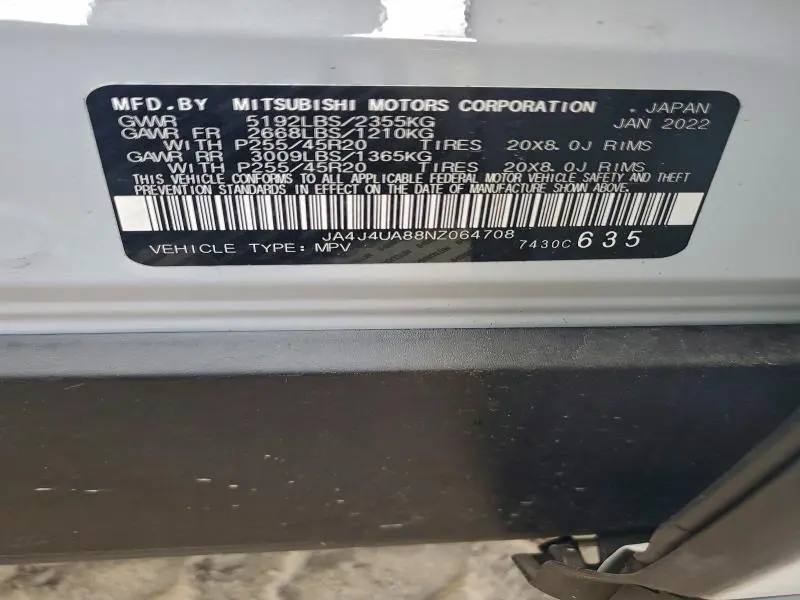 MFD.BY MITSUBISHI MOTORS CORPORATION . JAPAN
GVWR 5192LBS/2355KG JAN 2022
GAWR FR 2668LBS/1210KG
WITH P255/45R20 TIRES 20X8.0J RIMS
GAWR RR 3009LBS/1365KG
WITH P255/45R20 TIRES 20X8.0J RIMS
THIS VEHICLE CONFORMS TO ALL APPLICABLE FEDERAL MOTOR VEHICLE SAFETY AND THEFT
PREVENTION STANDARDS IN EFFECT ON THE DATE OF MANUFACTURE SHOWN ABOVE.
JA4J4UA88NZ064708
VEHICLE TYPE: MPV 7430C 635